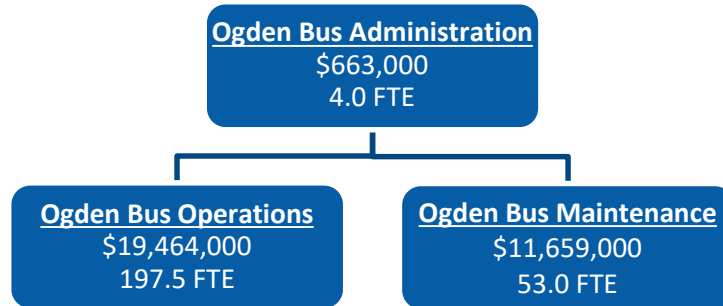 Ogden Bus Administration
$663,000
4.0 FTE
Ogden Bus Operations
$19,464,000
197.5 FTE
Ogden Bus Maintenance
$11,659,000
53.0 FTE